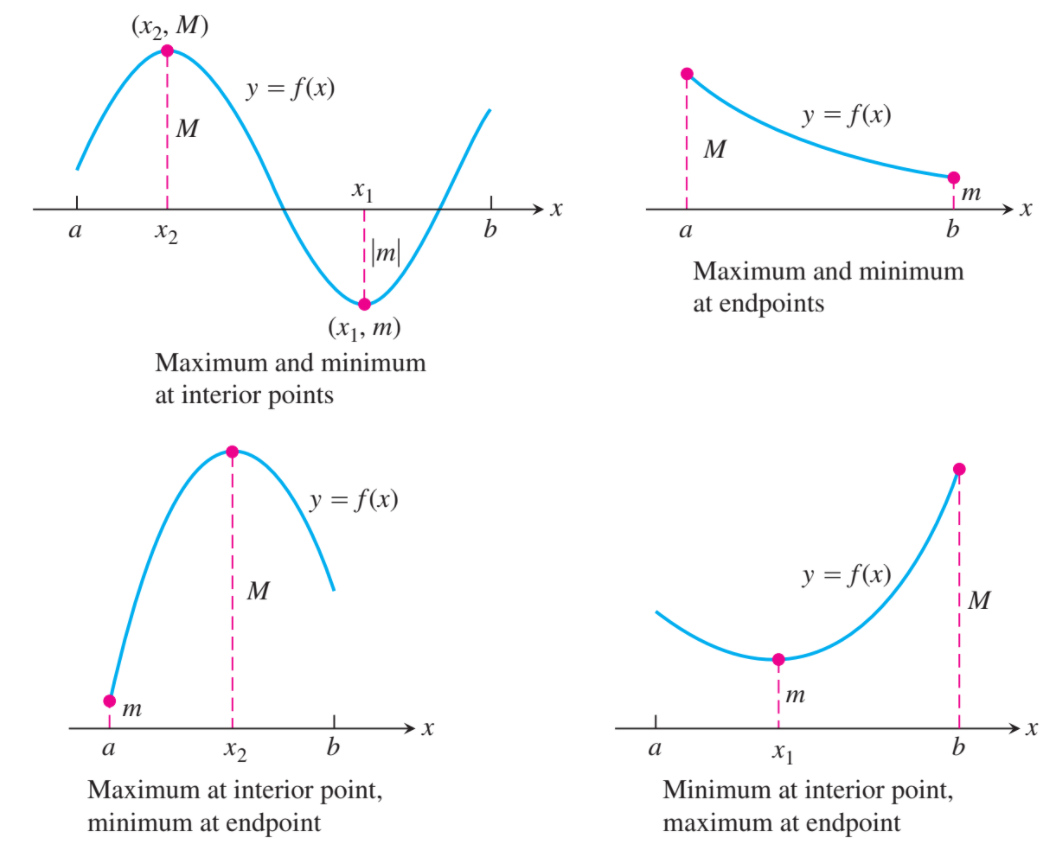 (x₂, M)
y = f(x)
M
x₁
x
a
x₂
b
|m|
(x₁, m)
Maximum and minimum
at interior points
y = f(x)
M
m
x
a
b
Maximum and minimum
at endpoints
y = f(x)
M
m
x
a
x₂
b
Maximum at interior point,
minimum at endpoint
y = f(x)
M
m
x
a
x₁
b
Minimum at interior point,
maximum at endpoint